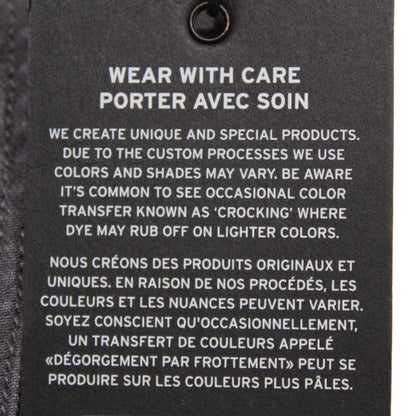 WEAR WITH CARE
PORTER AVEC SOIN
WE CREATE UNIQUE AND SPECIAL PRODUCTS.
DUE TO THE CUSTOM PROCESSES WE USE
COLORS AND SHADES MAY VARY. BE AWARE
IT'S COMMON TO SEE OCCASIONAL COLOR
TRANSFER KNOWN AS ‘CROCKING’ WHERE
DYE MAY RUB OFF ON LIGHTER COLORS.
NOUS CRÉONS DES PRODUITS ORIGINAUX ET
UNIQUES. EN RAISON DE NOS PROCÉDÉS, LES
COULEURS ET LES NUANCES PEUVENT VARIER.
SOYEZ CONSCIENT QU'OCCASIONNELLEMENT,
UN TRANSFERT DE COULEURS APPELÉ
«DÉGORGEMENT PAR FROTTEMENT» PEUT SE
PRODUIRE SUR LES COULEURS PLUS PÂLES.